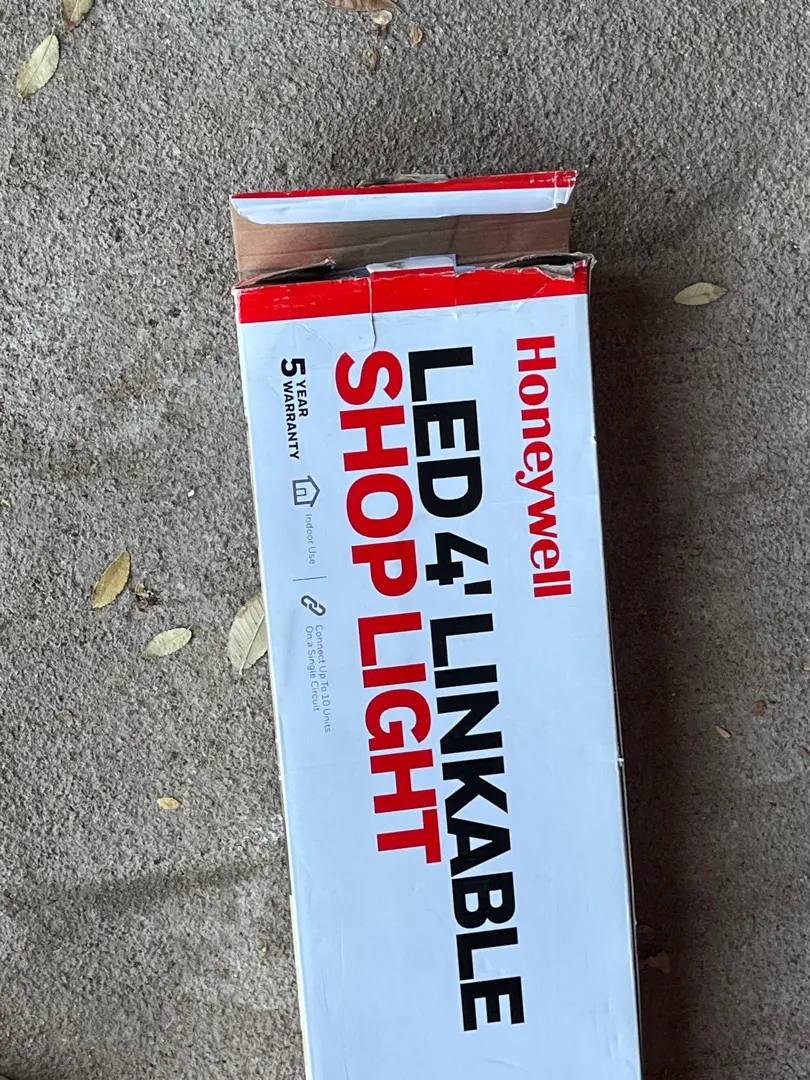 Honeywell
LED 4' LINKABLE
SHOP LIGHT
5 YEAR
WARRANTY
Indoor Use
Connect Up To 10 Units
On a Single Circuit